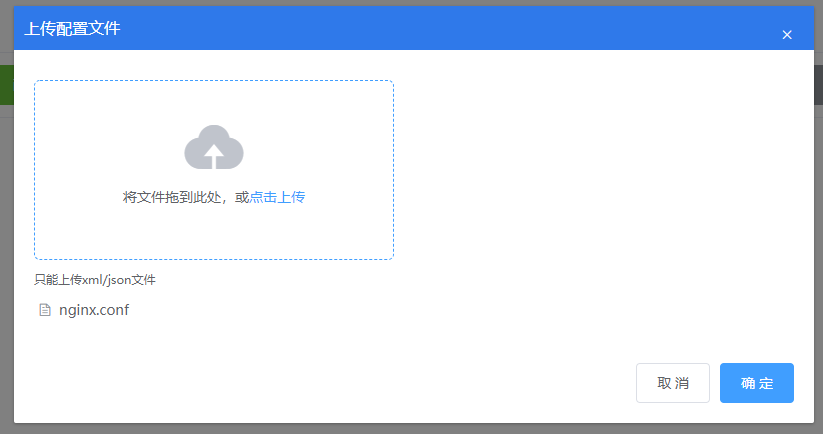 上传配置文件
将文件拖到此处，或点击上传
只能上传xml/json文件
nginx.conf
取 消
确 定